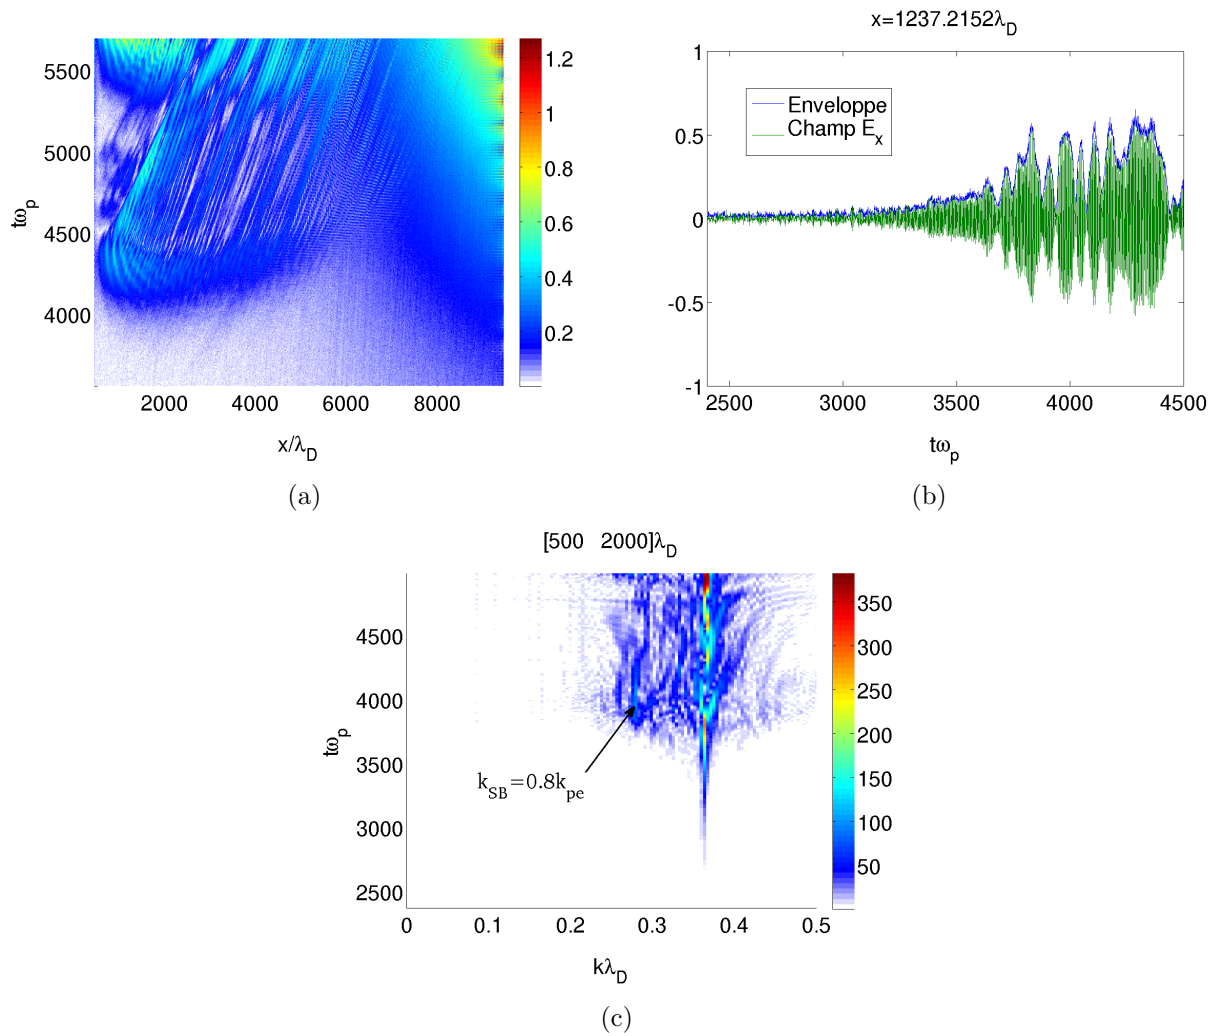 x=1237.2152λ_D
5500
5000
4500
4000
tω_p
2000 4000 6000 8000
x/λ_D
1.2
1
0.8
0.6
0.4
0.2
(a)
1
0.5
0
-0.5
-1
Enveloppe
Champ E_x
2500 3000 3500 4000 4500
tω_p
(b)
[500 2000]λ_D
4500
4000
3500
3000
2500
tω_p
k_SB=0.8k_pe
0 0.1 0.2 0.3 0.4 0.5
kλ_D
350
300
250
200
150
100
50
(c)